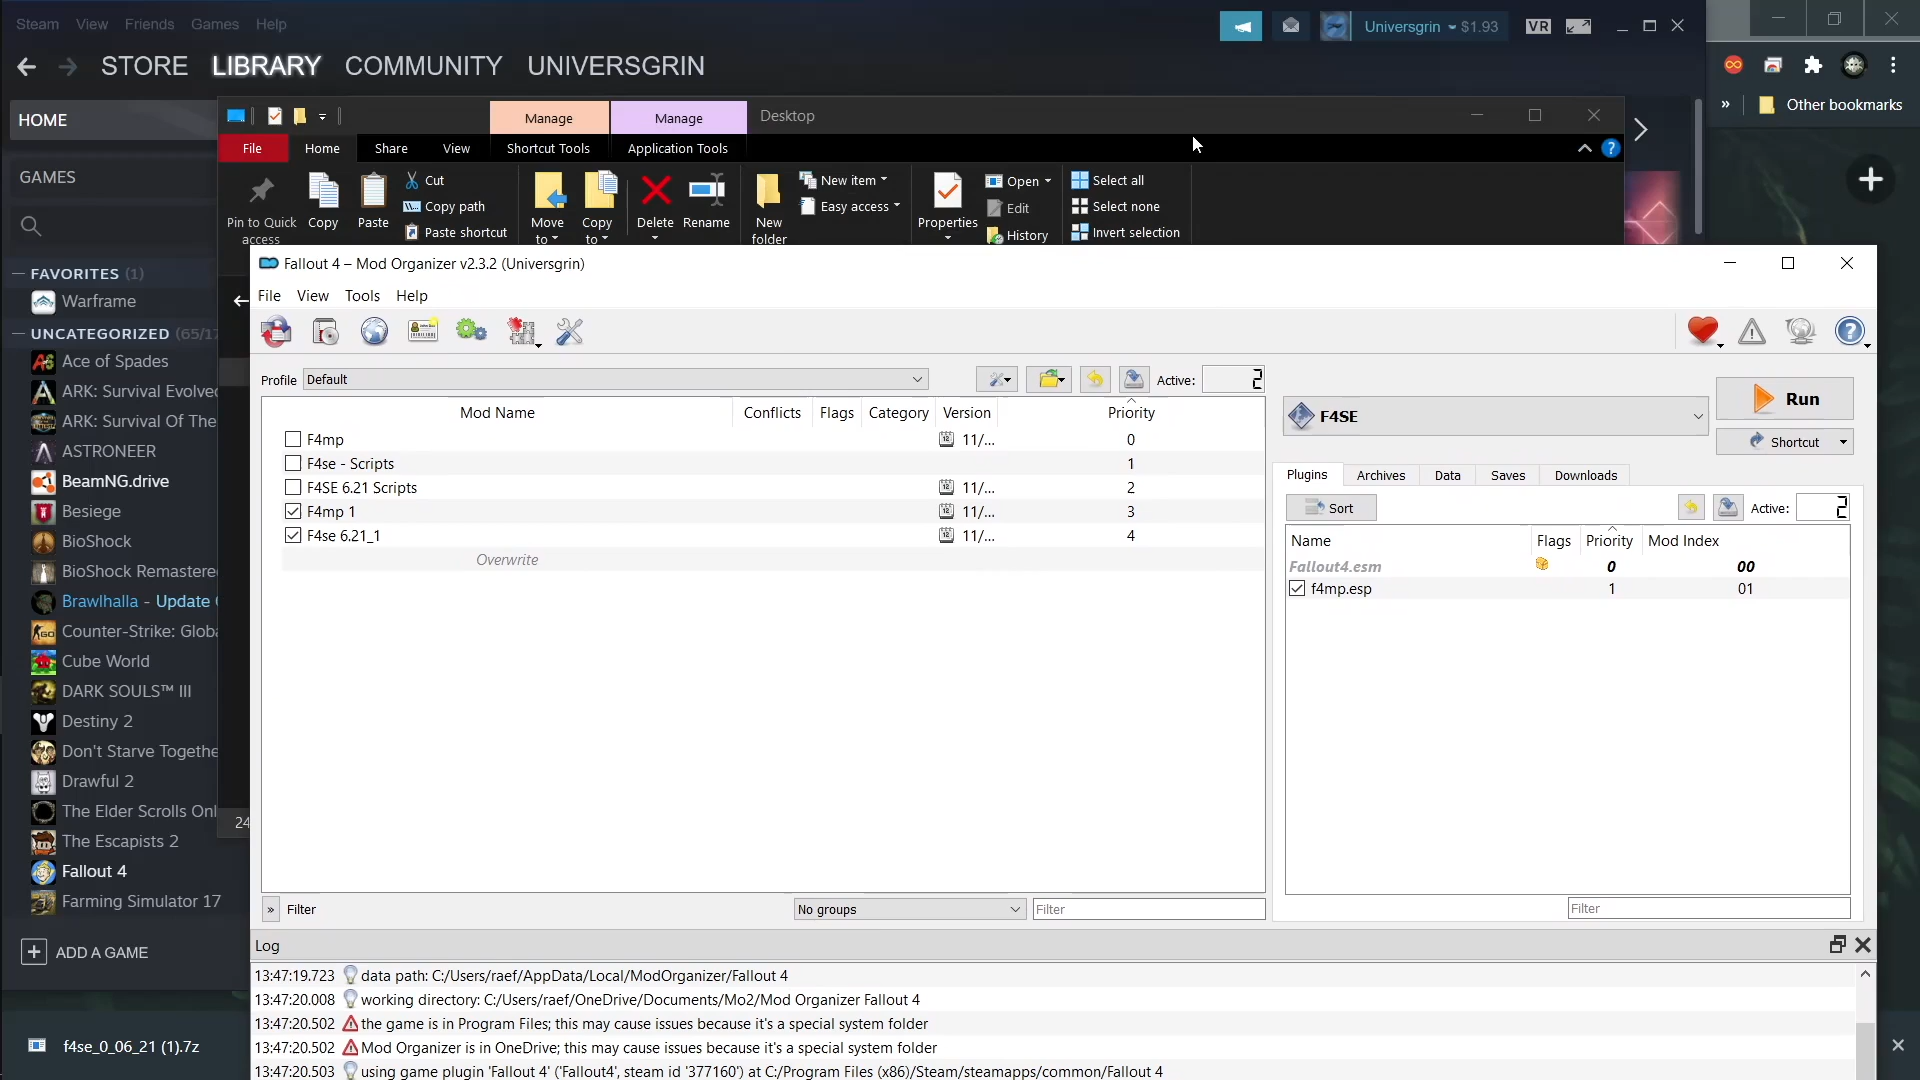 Steam View Friends Games Help
Universgrin $1.93 VR
STORE LIBRARY COMMUNITY UNIVERSGRIN
» Other bookmarks
HOME
Manage Manage Desktop
File Home Share View Shortcut Tools Application Tools
GAMES
Pin to Quick access
Copy
Paste
Cut
Copy path
Paste shortcut
Move to
Copy to
Delete
Rename
New folder
New item
Easy access
Properties
Open
Edit
History
Select all
Select none
Invert selection
FAVORITES (1)
Warframe
UNCATEGORIZED (65/17
Ace of Spades
ARK: Survival Evolved
ARK: Survival Of The
ASTRONEER
BeamNG.drive
Besiege
BioShock
BioShock Remastere
Brawlhalla - Update
Counter-Strike: Globa
Cube World
DARK SOULS™ III
Destiny 2
Don't Starve Togethe
Drawful 2
The Elder Scrolls Onl
The Escapists 2
Fallout 4
Farming Simulator 17
ADD A GAME
24
f4se_0_06_21 (1).7z
Fallout 4 – Mod Organizer v2.3.2 (Universgrin)
File View Tools Help
Profile Default Active: 2
Mod Name Conflicts Flags Category Version Priority
F4mp 11/... 0
F4se - Scripts 1
F4SE 6.21 Scripts 11/... 2
F4mp 1 11/... 3
F4se 6.21_1 11/... 4
Overwrite
» Filter No groups Filter
F4SE
Run
Shortcut
Plugins Archives Data Saves Downloads
Sort Active: 2
Name Flags Priority Mod Index
Fallout4.esm 0 00
f4mp.esp 1 01
Filter
Log
13:47:19.723 data path: C:/Users/raef/AppData/Local/ModOrganizer/Fallout 4
13:47:20.008 working directory: C:/Users/raef/OneDrive/Documents/Mo2/Mod Organizer Fallout 4
13:47:20.502 the game is in Program Files; this may cause issues because it's a special system folder
13:47:20.502 Mod Organizer is in OneDrive; this may cause issues because it's a special system folder
13:47:20.503 using game plugin 'Fallout 4' ('Fallout4', steam id '377160') at C:/Program Files (x86)/Steam/steamapps/common/Fallout 4